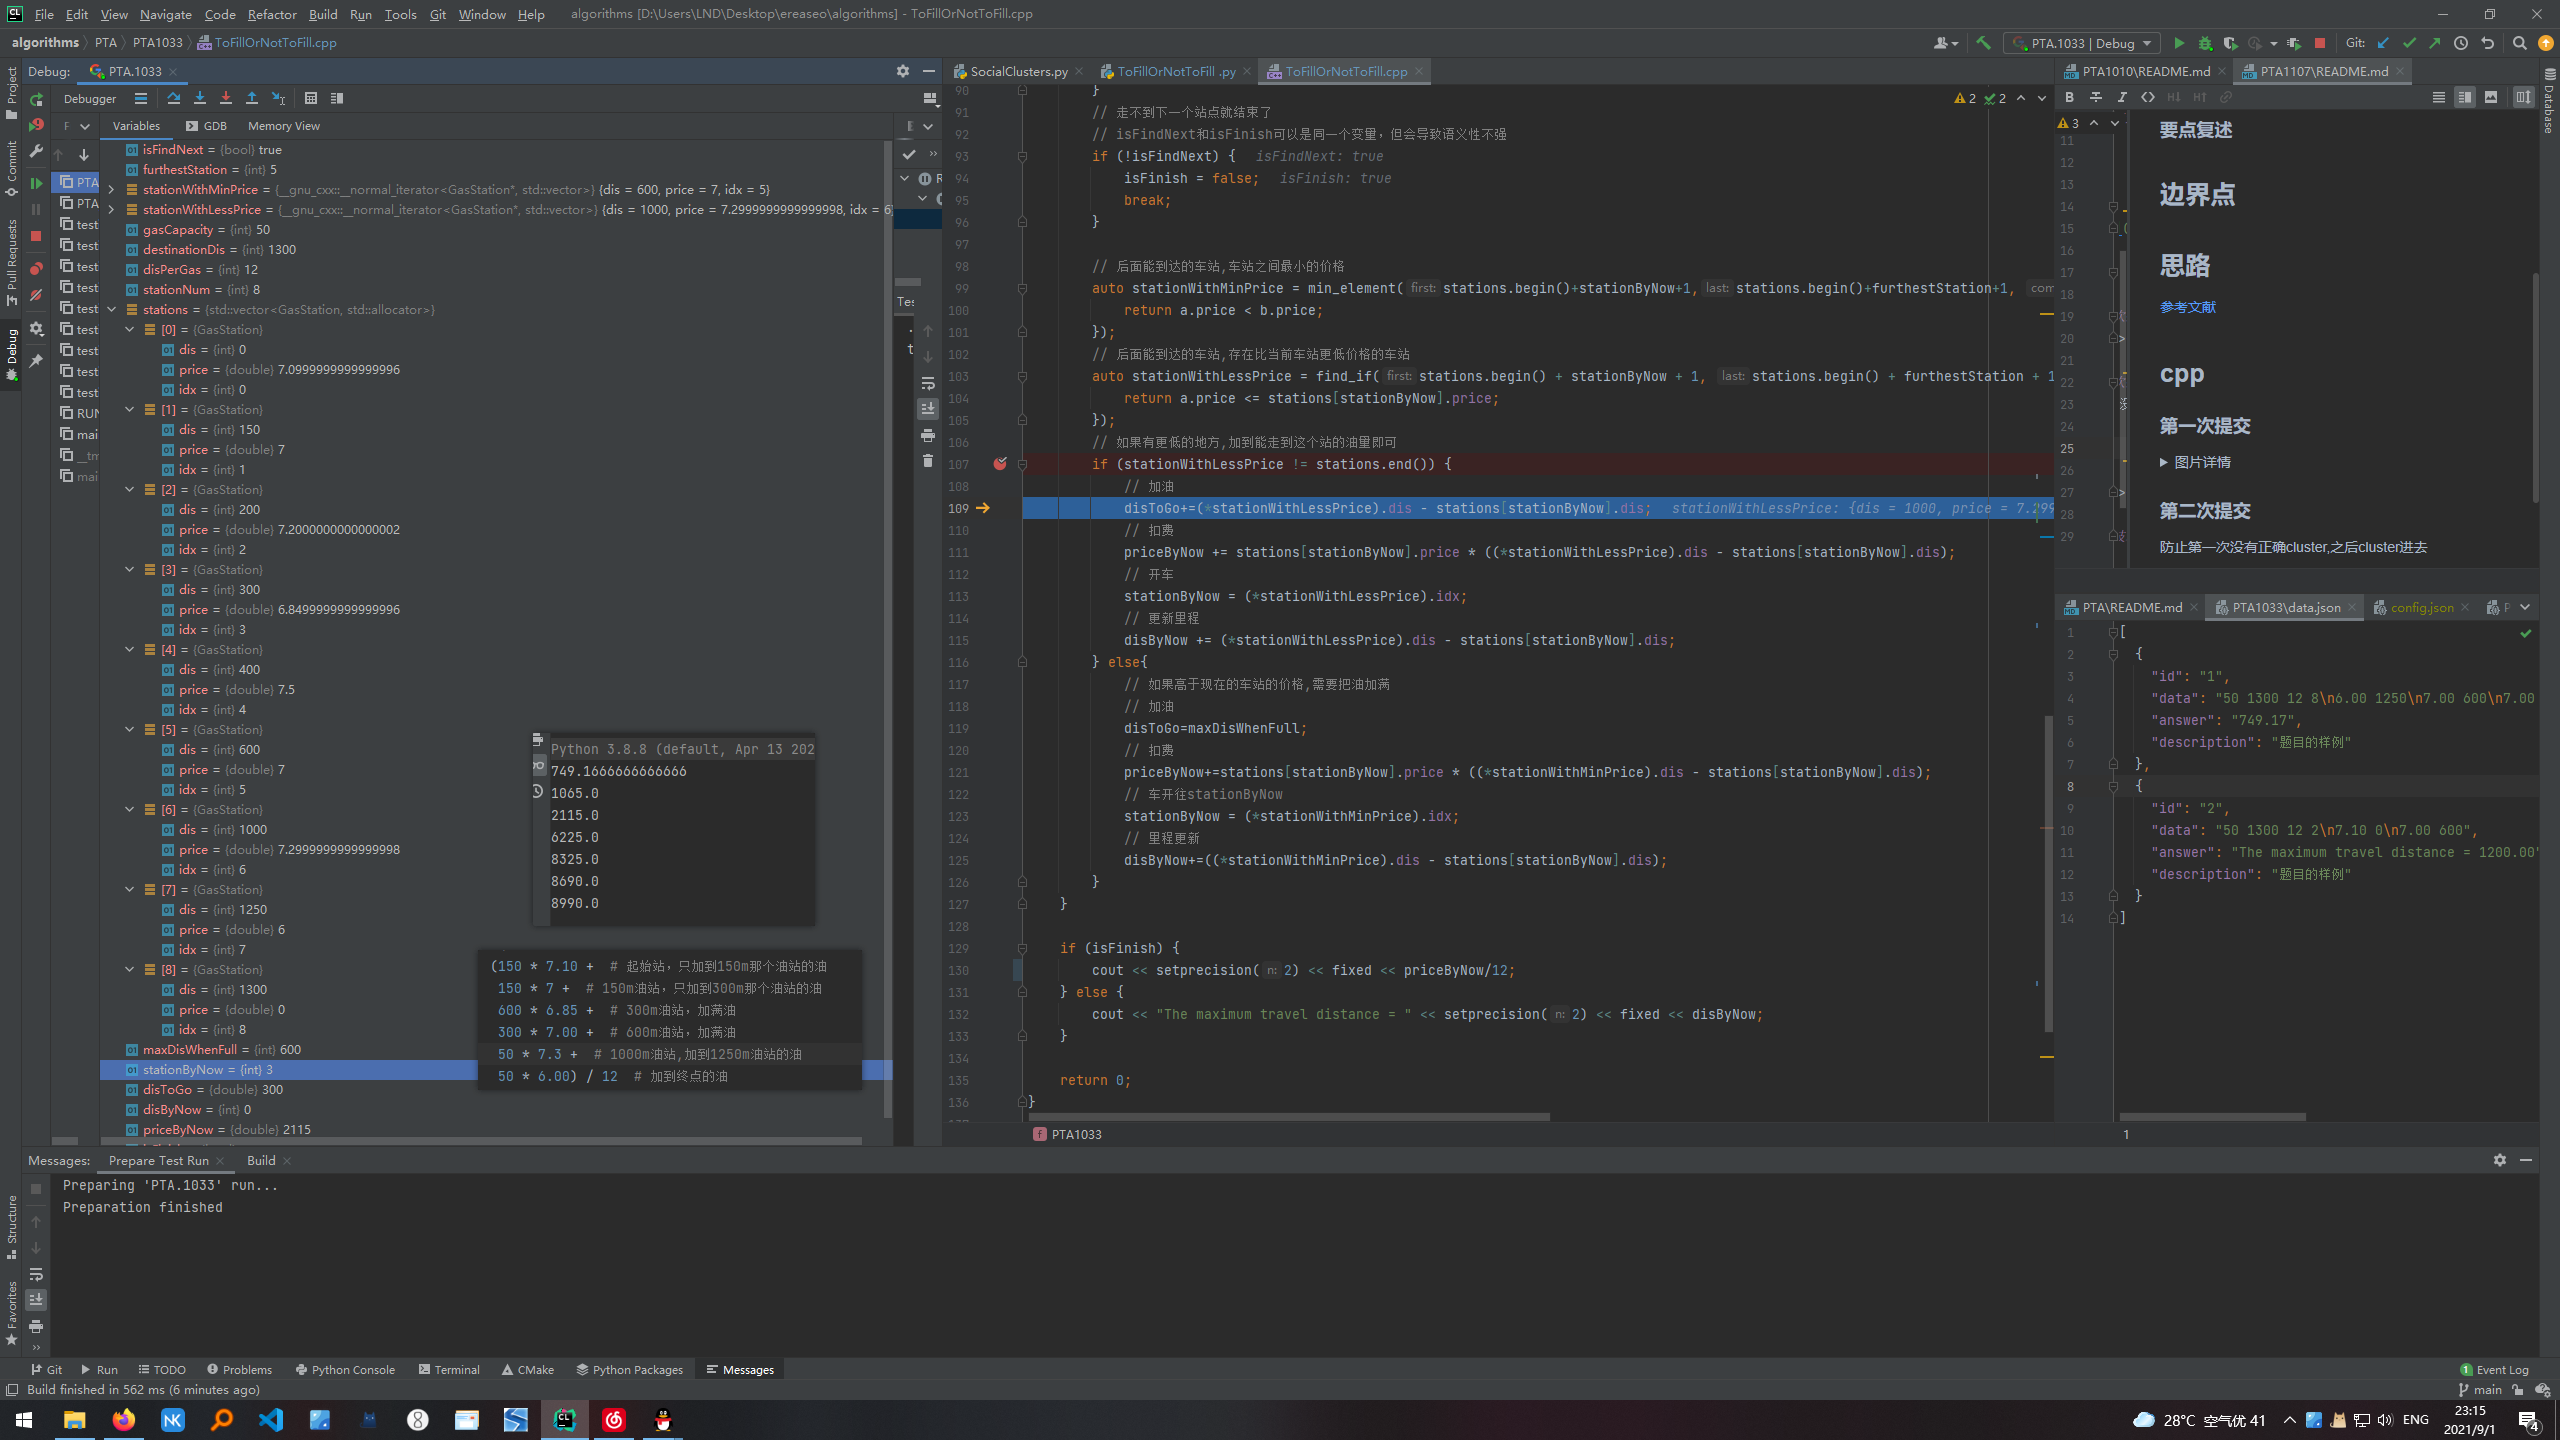 File Edit View Navigate Code Refactor Build Run Tools Git Window Help algorithms [D:\Users\LND\Desktop\ereaseo\algorithms] - ToFillOrNotToFill.cpp
algorithms PTA PTA1033 ToFillOrNotToFill.cpp
PTA.1033 | Debug Git:
Debug: PTA.1033
Debugger
Variables GDB Memory View
isFindNext = {bool} true
furthestStation = {int} 5
stationWithMinPrice = {__gnu_cxx::__normal_iterator<GasStation*, std::vector>} {dis = 600, price = 7, idx = 5}
stationWithLessPrice = {__gnu_cxx::__normal_iterator<GasStation*, std::vector>} {dis = 1000, price = 7.2999999999999998, idx = 6}
gasCapacity = {int} 50
destinationDis = {int} 1300
disPerGas = {int} 12
stationNum = {int} 8
stations = {std::vector<GasStation, std::allocator>}
[0] = {GasStation}
dis = {int} 0
price = {double} 7.0999999999999996
idx = {int} 0
[1] = {GasStation}
dis = {int} 150
price = {double} 7
idx = {int} 1
[2] = {GasStation}
dis = {int} 200
price = {double} 7.2000000000000002
idx = {int} 2
[3] = {GasStation}
dis = {int} 300
price = {double} 6.8499999999999996
idx = {int} 3
[4] = {GasStation}
dis = {int} 400
price = {double} 7.5
idx = {int} 4
[5] = {GasStation}
dis = {int} 600
price = {double} 7
idx = {int} 5
[6] = {GasStation}
dis = {int} 1000
price = {double} 7.2999999999999998
idx = {int} 6
[7] = {GasStation}
dis = {int} 1250
price = {double} 6
idx = {int} 7
[8] = {GasStation}
dis = {int} 1300
price = {double} 0
idx = {int} 8
maxDisWhenFull = {int} 600
stationByNow = {int} 3
disToGo = {double} 300
disByNow = {int} 0
priceByNow = {double} 2115
Python 3.8.8 (default, Apr 13 202
749.1666666666666
1065.0
2115.0
6225.0
8325.0
8690.0
8990.0
(150 * 7.10 + # 起始站，只加到150m那个油站的油
150 * 7 + # 150m油站，只加到300m那个油站的油
600 * 6.85 + # 300m油站，加满油
300 * 7.00 + # 600m油站，加满油
50 * 7.3 + # 1000m油站,加到1250m油站的油
50 * 6.00) / 12 # 加到终点的油
SocialClusters.py ToFillOrNotToFill .py ToFillOrNotToFill.cpp
90 }
91 // 走不到下一个站点就结束了
92 // isFindNext和isFinish可以是同一个变量，但会导致语义性不强
93 if (!isFindNext) { isFindNext: true
94 isFinish = false; isFinish: true
95 break;
96 }
97
98 // 后面能到达的车站,车站之间最小的价格
99 auto stationWithMinPrice = min_element( first: stations.begin()+stationByNow+1, last: stations.begin()+furthestStation+1, com
100 return a.price < b.price;
101 });
102 // 后面能到达的车站,存在比当前车站更低价格的车站
103 auto stationWithLessPrice = find_if( first: stations.begin() + stationByNow + 1, last: stations.begin() + furthestStation + 1
104 return a.price <= stations[stationByNow].price;
105 });
106 // 如果有更低的地方,加到能走到这个站的油量即可
107 if (stationWithLessPrice != stations.end()) {
108 // 加油
109 disToGo+=(*stationWithLessPrice).dis - stations[stationByNow].dis; stationWithLessPrice: {dis = 1000, price = 7.299
110 // 扣费
111 priceByNow += stations[stationByNow].price * ((*stationWithLessPrice).dis - stations[stationByNow].dis);
112 // 开车
113 stationByNow = (*stationWithLessPrice).idx;
114 // 更新里程
115 disByNow += (*stationWithLessPrice).dis - stations[stationByNow].dis;
116 } else{
117 // 如果高于现在的车站的价格,需要把油加满
118 // 加油
119 disToGo=maxDisWhenFull;
120 // 扣费
121 priceByNow+=stations[stationByNow].price * ((*stationWithMinPrice).dis - stations[stationByNow].dis);
122 // 车开往stationByNow
123 stationByNow = (*stationWithMinPrice).idx;
124 // 里程更新
125 disByNow+=((*stationWithMinPrice).dis - stations[stationByNow].dis);
126 }
127 }
128
129 if (isFinish) {
130 cout << setprecision( n: 2) << fixed << priceByNow/12;
131 } else {
132 cout << "The maximum travel distance = " << setprecision( n: 2) << fixed << disByNow;
133 }
134
135 return 0;
136 }
PTA1033
PTA1010\README.md PTA1107\README.md
要点复述
边界点
思路
参考文献
cpp
第一次提交
图片详情
第二次提交
防止第一次没有正确cluster,之后cluster进去
PTA\README.md PTA1033\data.json config.json
1 [
2 {
3 "id": "1",
4 "data": "50 1300 12 8\n6.00 1250\n7.00 600\n7.00
5 "answer": "749.17",
6 "description": "题目的样例"
7 },
8 {
9 "id": "2",
10 "data": "50 1300 12 2\n7.10 0\n7.00 600",
11 "answer": "The maximum travel distance = 1200.00"
12 "description": "题目的样例"
13 }
14 ]
1
Messages: Prepare Test Run Build
Preparing 'PTA.1033' run...
Preparation finished
Project
Commit
Pull Requests
Debug
Structure
Favorites
Database
Git Run TODO Problems Python Console Terminal CMake Python Packages Messages Event Log
Build finished in 562 ms (6 minutes ago) main
28°C 空气优 41 ENG 23:15
2021/9/1